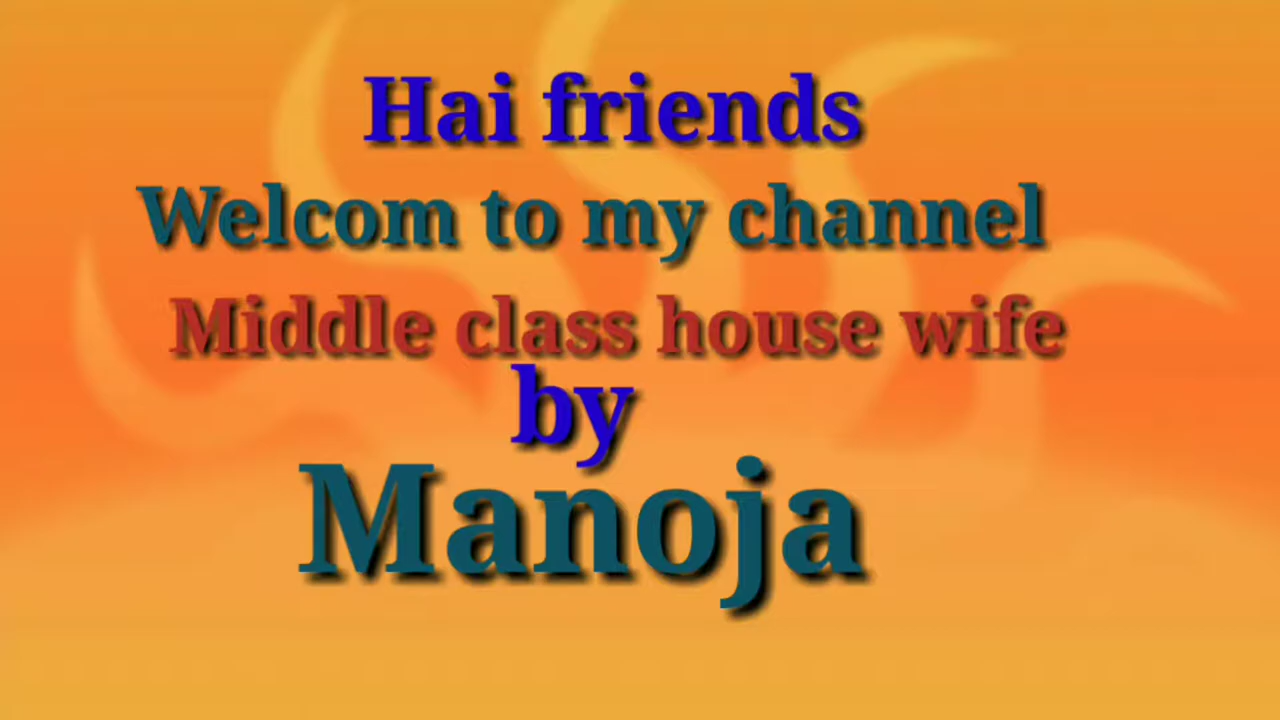 Hai friends
Welcom to my channel
Middle class house wife
by
Manoja